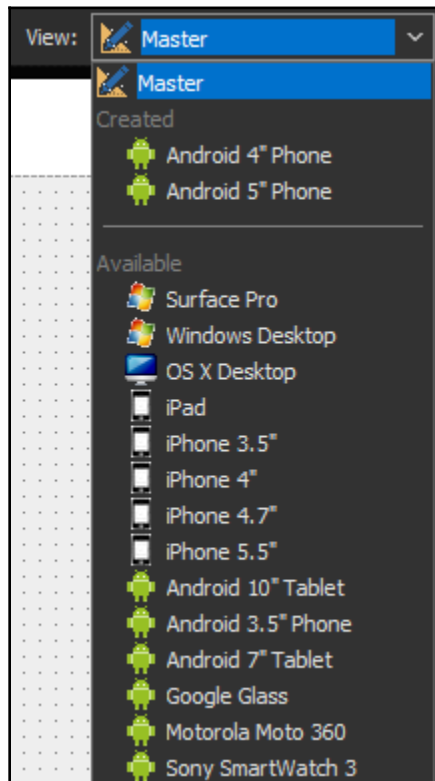 View: Master
Master
Created
Android 4" Phone
Android 5" Phone
Available
Surface Pro
Windows Desktop
OS X Desktop
iPad
iPhone 3.5"
iPhone 4"
iPhone 4.7"
iPhone 5.5"
Android 10" Tablet
Android 3.5" Phone
Android 7" Tablet
Google Glass
Motorola Moto 360
Sony SmartWatch 3